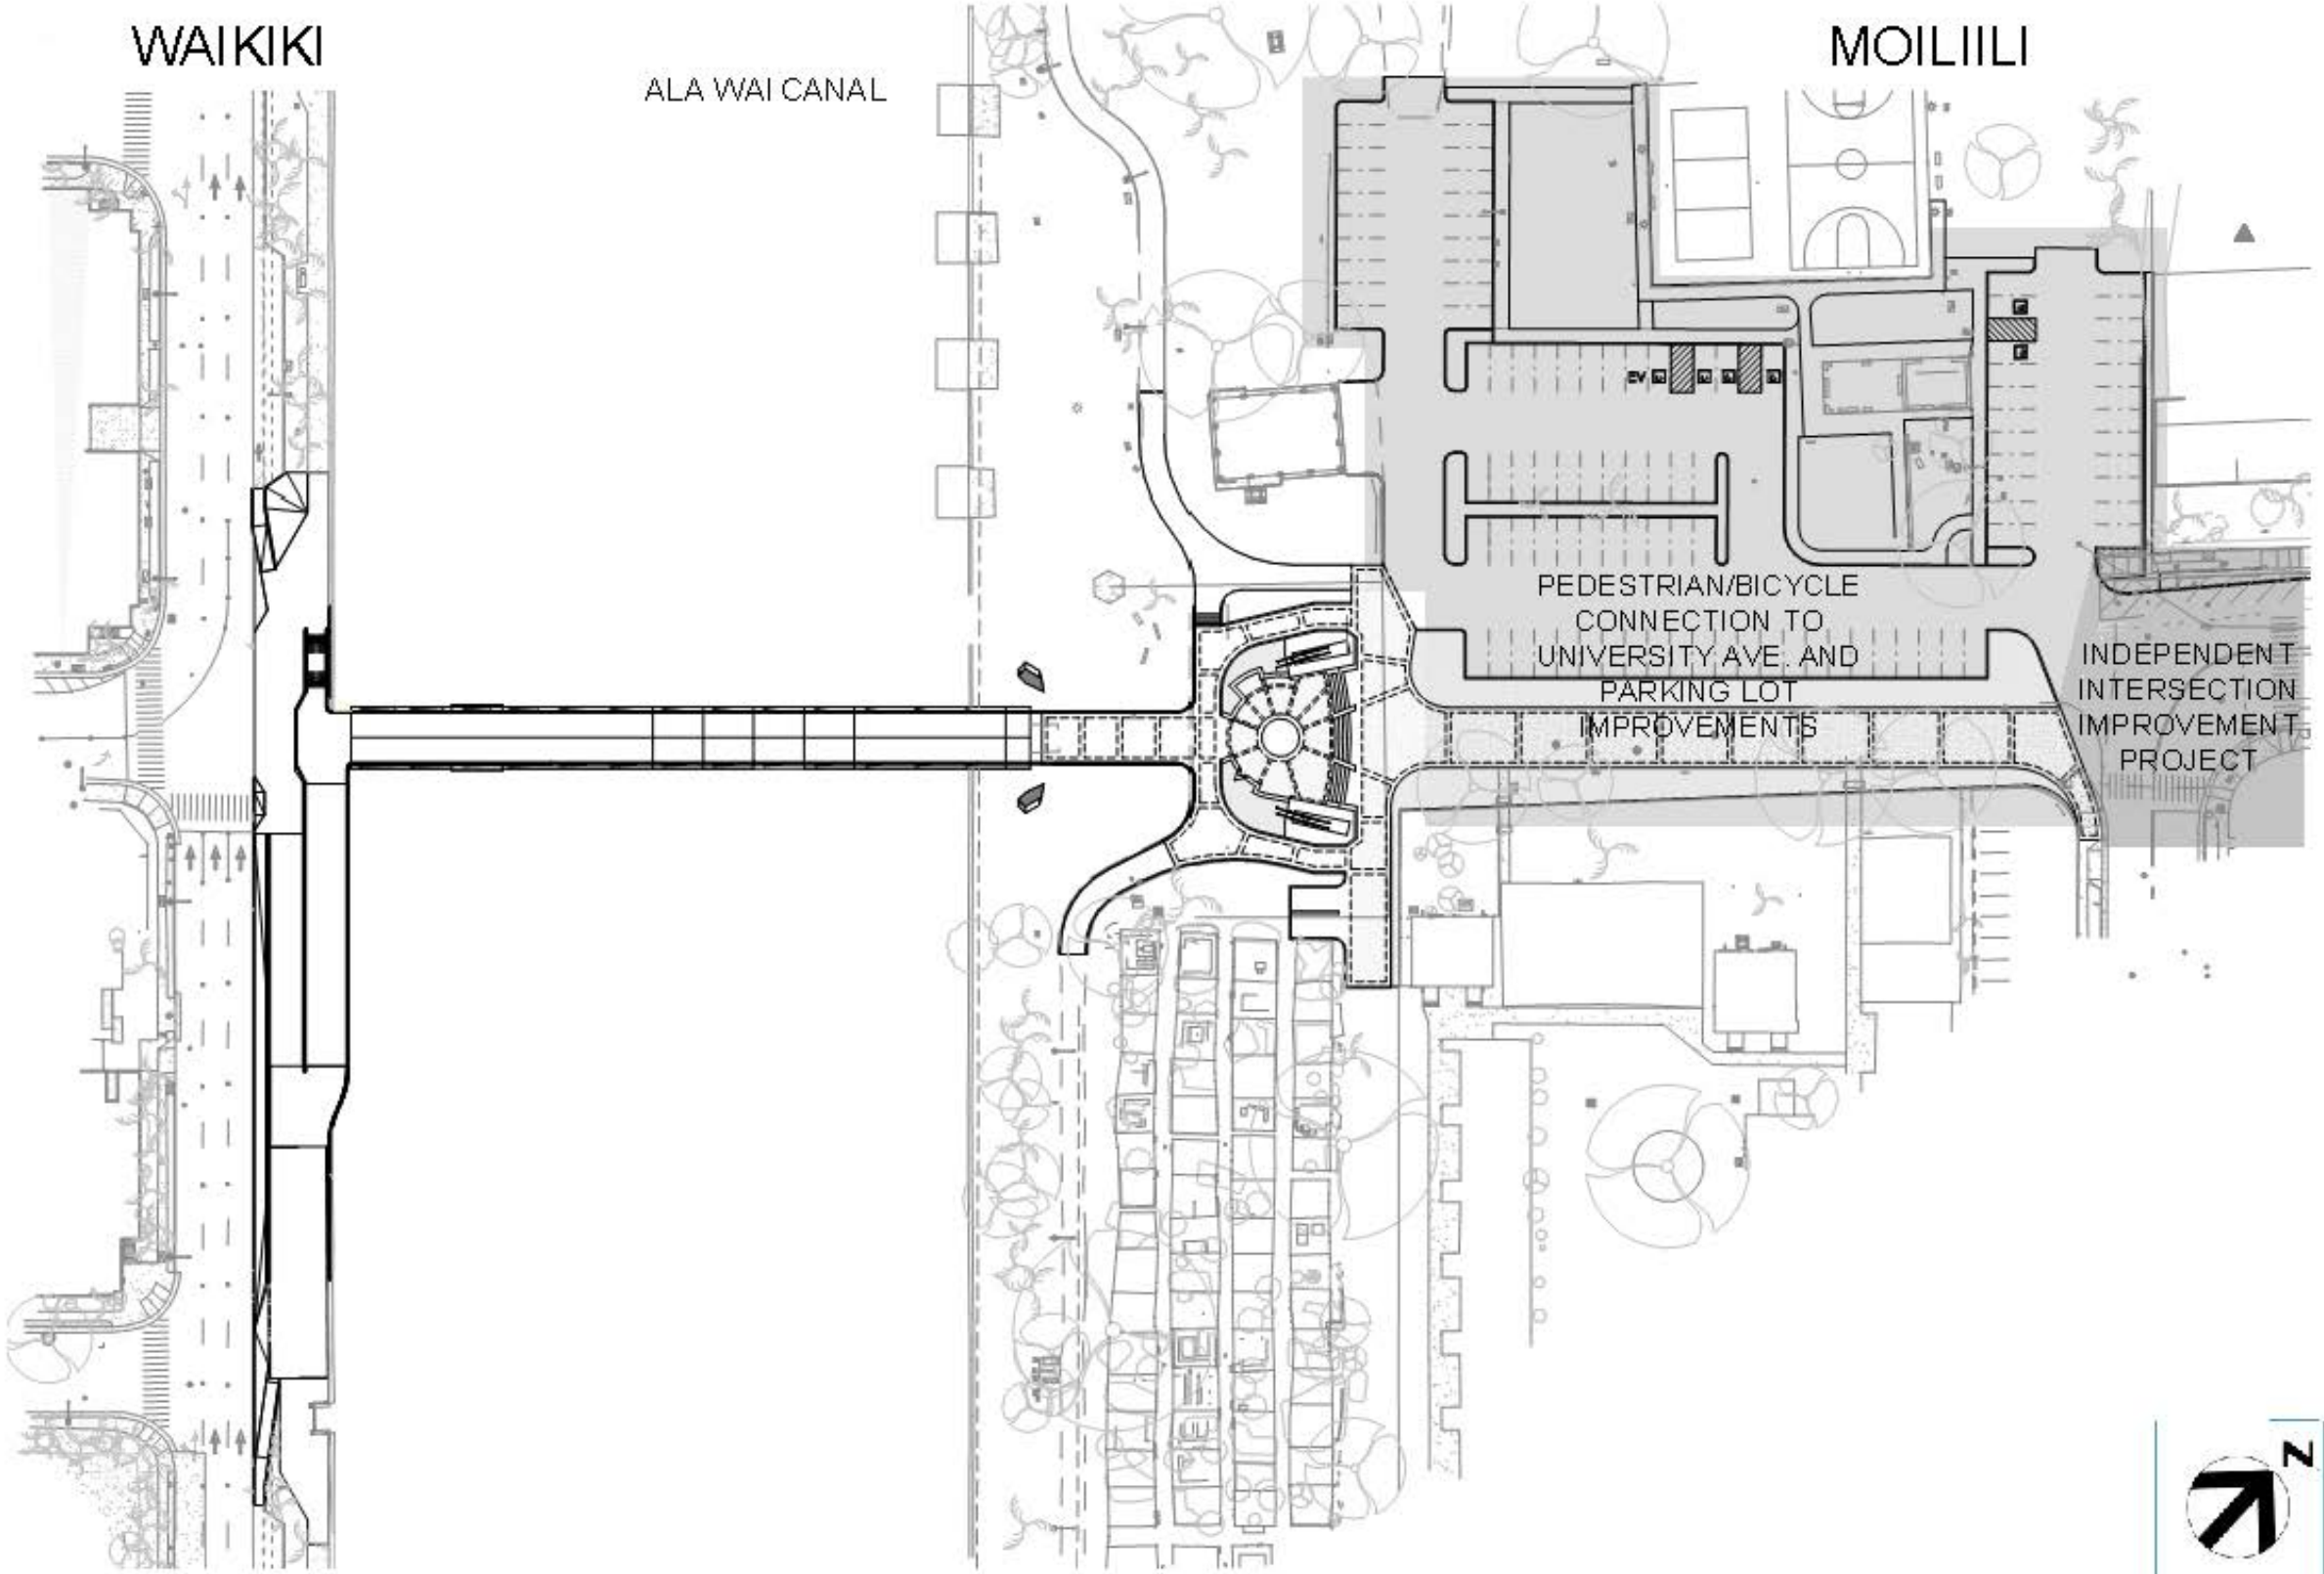 WAIKIKI
MOILIILI
ALA WAI CANAL
EV
PEDESTRIAN/BICYCLE
CONNECTION TO
UNIVERSITY AVE. AND
PARKING LOT
IMPROVEMENTS
INDEPENDENT
INTERSECTION
IMPROVEMENT
PROJECT
N